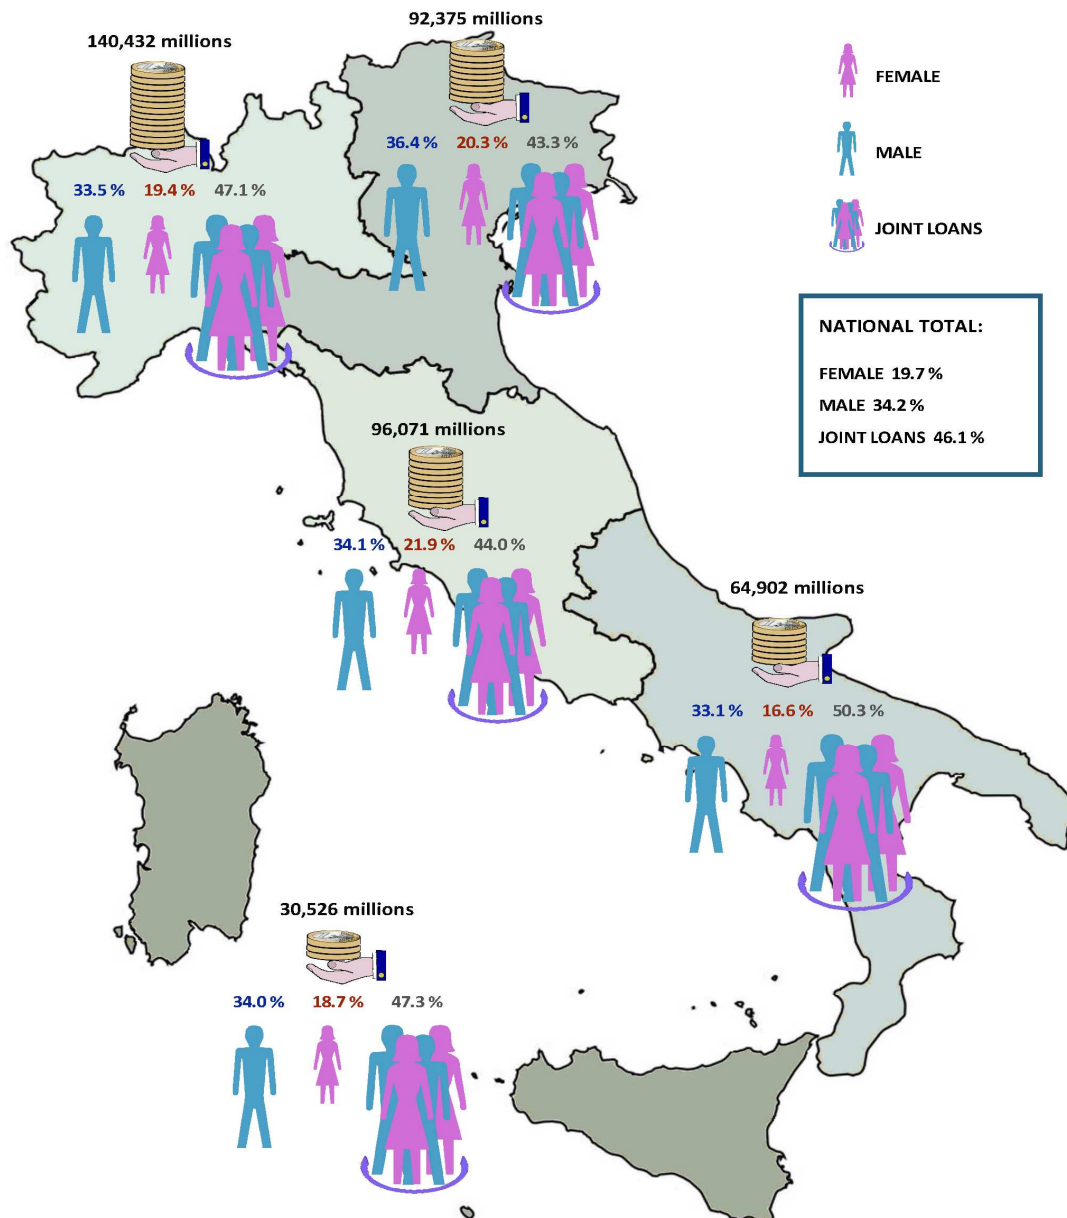 92,375 millions
140,432 millions
FEMALE
36.4 % 20.3 % 43.3 %
MALE
33.5 % 19.4 % 47.1 %
JOINT LOANS
NATIONAL TOTAL:
FEMALE 19.7 %
MALE 34.2 %
JOINT LOANS 46.1 %
96,071 millions
34.1 % 21.9 % 44.0 %
64,902 millions
33.1 % 16.6 % 50.3 %
30,526 millions
34.0 % 18.7 % 47.3 %